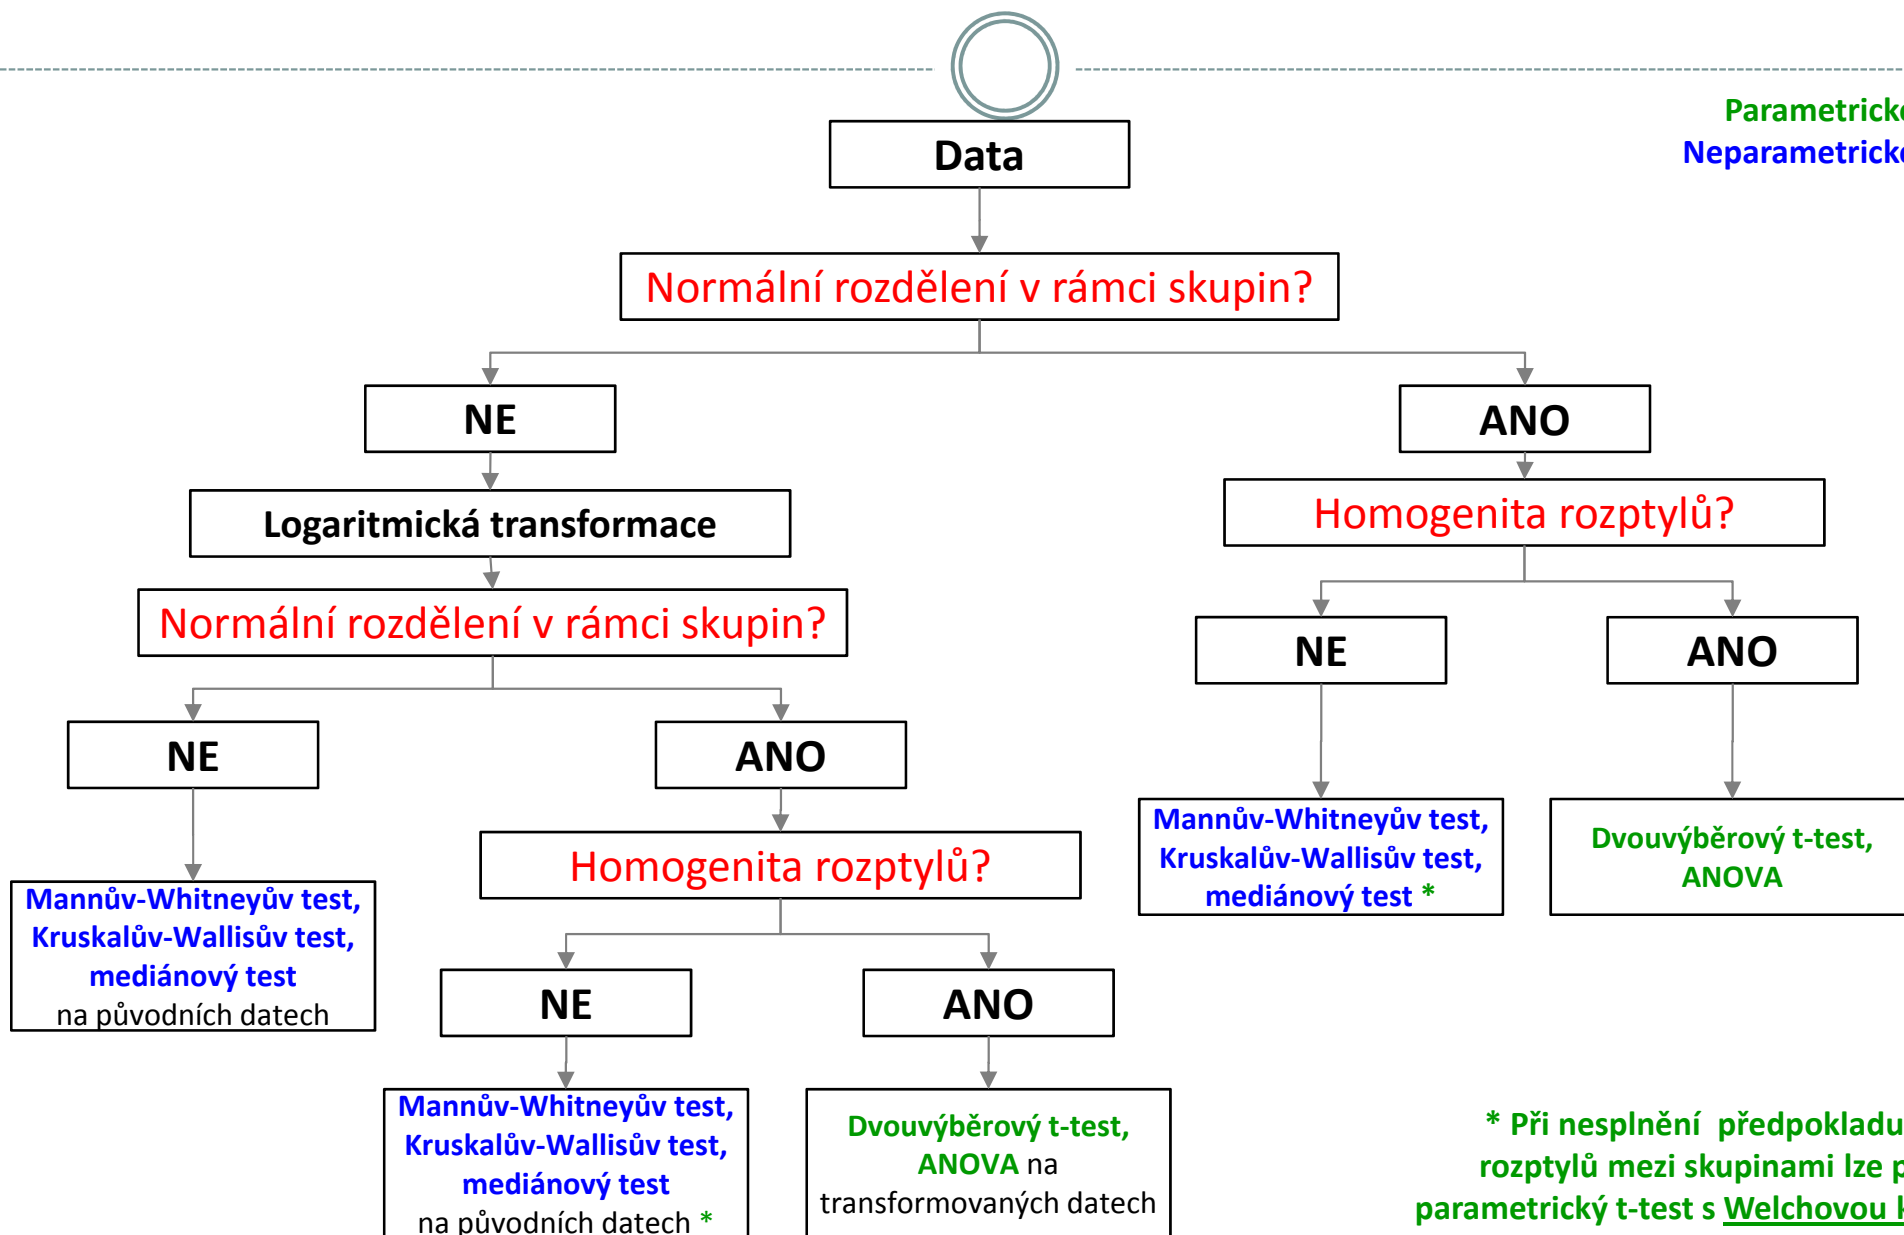 Data
Neparametrick
Normální rozdělení v rámci skupin?
NE
ANO
Logaritmická transformace
Homogenita rozptylů?
Normální rozdělení v rámci skupin?
NE
ANO
NE
ANO
Homogenita rozptylů?
Mannův-Whitneyův test,
Kruskalův-Wallisův test,
mediánový test *
Dvouvýběrový t-test,
ANOVA
Mannův-Whitneyův test,
Kruskalův-Wallisův test,
mediánový test
na původních datech
NE
ANO
Mannův-Whitneyův test,
Kruskalův-Wallisův test,
mediánový test
na původních datech *
Dvouvýběrový t-test,
ANOVA na
transformovaných datech
* Při nesplnění předpokladu
rozptylů mezi skupinami lze
parametrický t-test s Welchovou